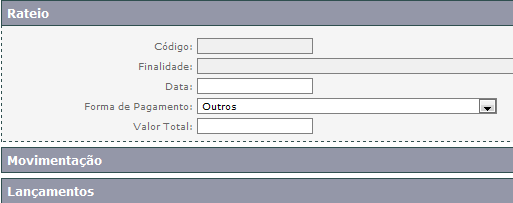 Rateio
Código:
Finalidade:
Data:
Forma de Pagamento: Outros
Valor Total:
Movimentação
Lançamentos